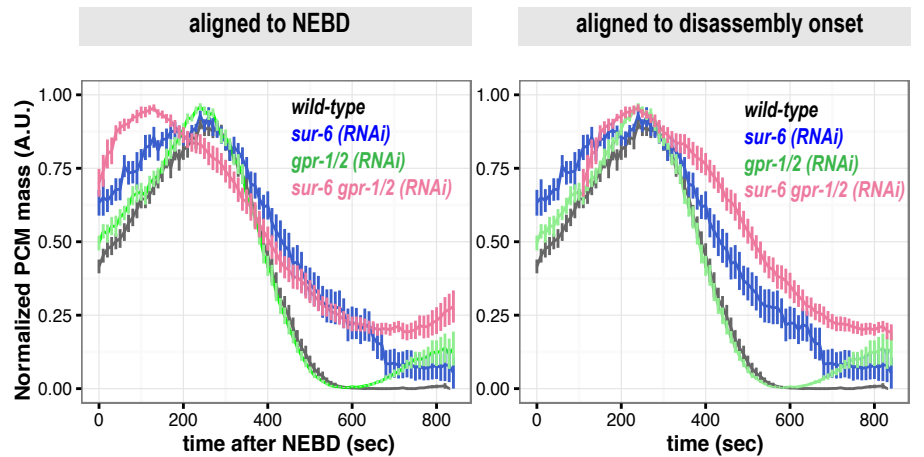 aligned to NEBD
aligned to disassembly onset
Normalized PCM mass (A.U.)
1.00
0.75
0.50
0.25
0.00
wild-type
sur-6 (RNAi)
gpr-1/2 (RNAi)
sur-6 gpr-1/2 (RNAi)
0
200
400
600
800
time after NEBD (sec)
1.00
0.75
0.50
0.25
0.00
wild-type
sur-6 (RNAi)
gpr-1/2 (RNAi)
sur-6 gpr-1/2 (RNAi)
0
200
400
600
800
time (sec)